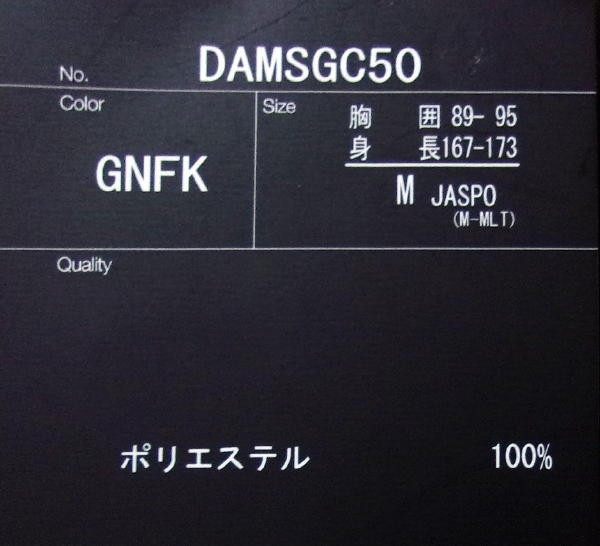 No. DAMSGC50
Color
GNFK
Size
胸 囲 89- 95
身 長167-173
M JASPO
(M-MLT)
Quality
ポリエステル 100%